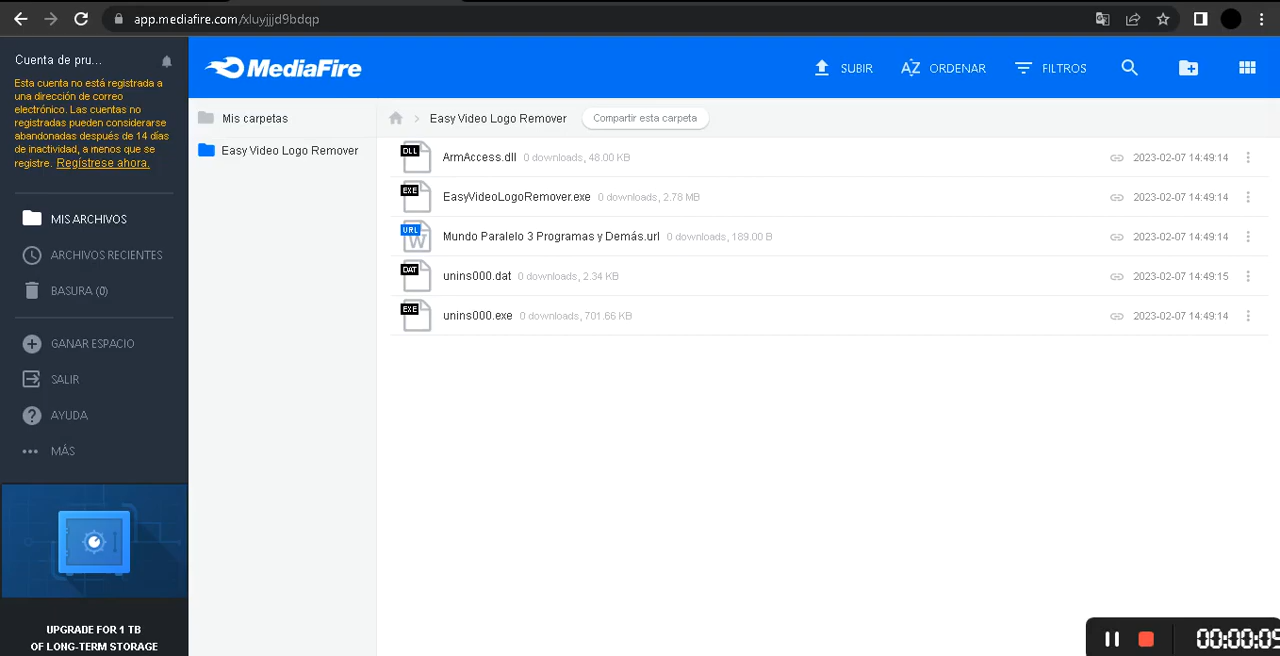 app.mediafire.com/xluyjjjd9bdqp
Cuenta de pru...
Esta cuenta no está registrada a
una dirección de correo
electrónico. Las cuentas no
registradas pueden considerarse
abandonadas después de 14 días
de inactividad, a menos que se
registre. Regístrese ahora.
MIS ARCHIVOS
ARCHIVOS RECIENTES
BASURA (0)
GANAR ESPACIO
SALIR
AYUDA
MÁS
UPGRADE FOR 1 TB
OF LONG-TERM STORAGE
MediaFire
SUBIR
AZ ORDENAR
FILTROS
Mis carpetas
Easy Video Logo Remover
Easy Video Logo Remover
Compartir esta carpeta
DLL ArmAccess.dll 0 downloads, 48.00 KB 2023-02-07 14:49:14
EXE EasyVideoLogoRemover.exe 0 downloads, 2.78 MB 2023-02-07 14:49:14
URL W Mundo Paralelo 3 Programas y Demás.url 0 downloads, 189.00 B 2023-02-07 14:49:14
DAT unins000.dat 0 downloads, 2.34 KB 2023-02-07 14:49:15
EXE unins000.exe 0 downloads, 701.66 KB 2023-02-07 14:49:14
00:00:05